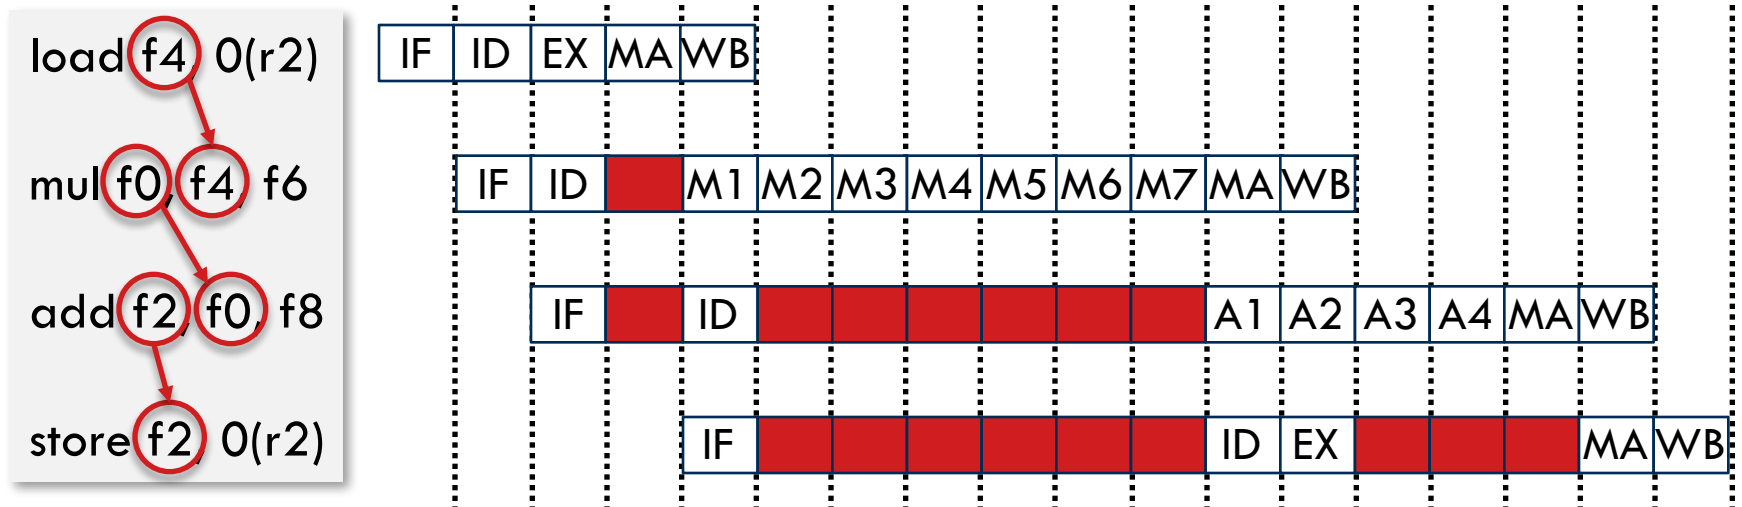 load f4, 0(r2) IF ID EX MA WB
mul f0, f4, f6 IF ID M1 M2 M3 M4 M5 M6 M7 MA WB
add f2, f0, f8 IF ID A1 A2 A3 A4 MA WB
store f2, 0(r2) IF ID EX MA WB